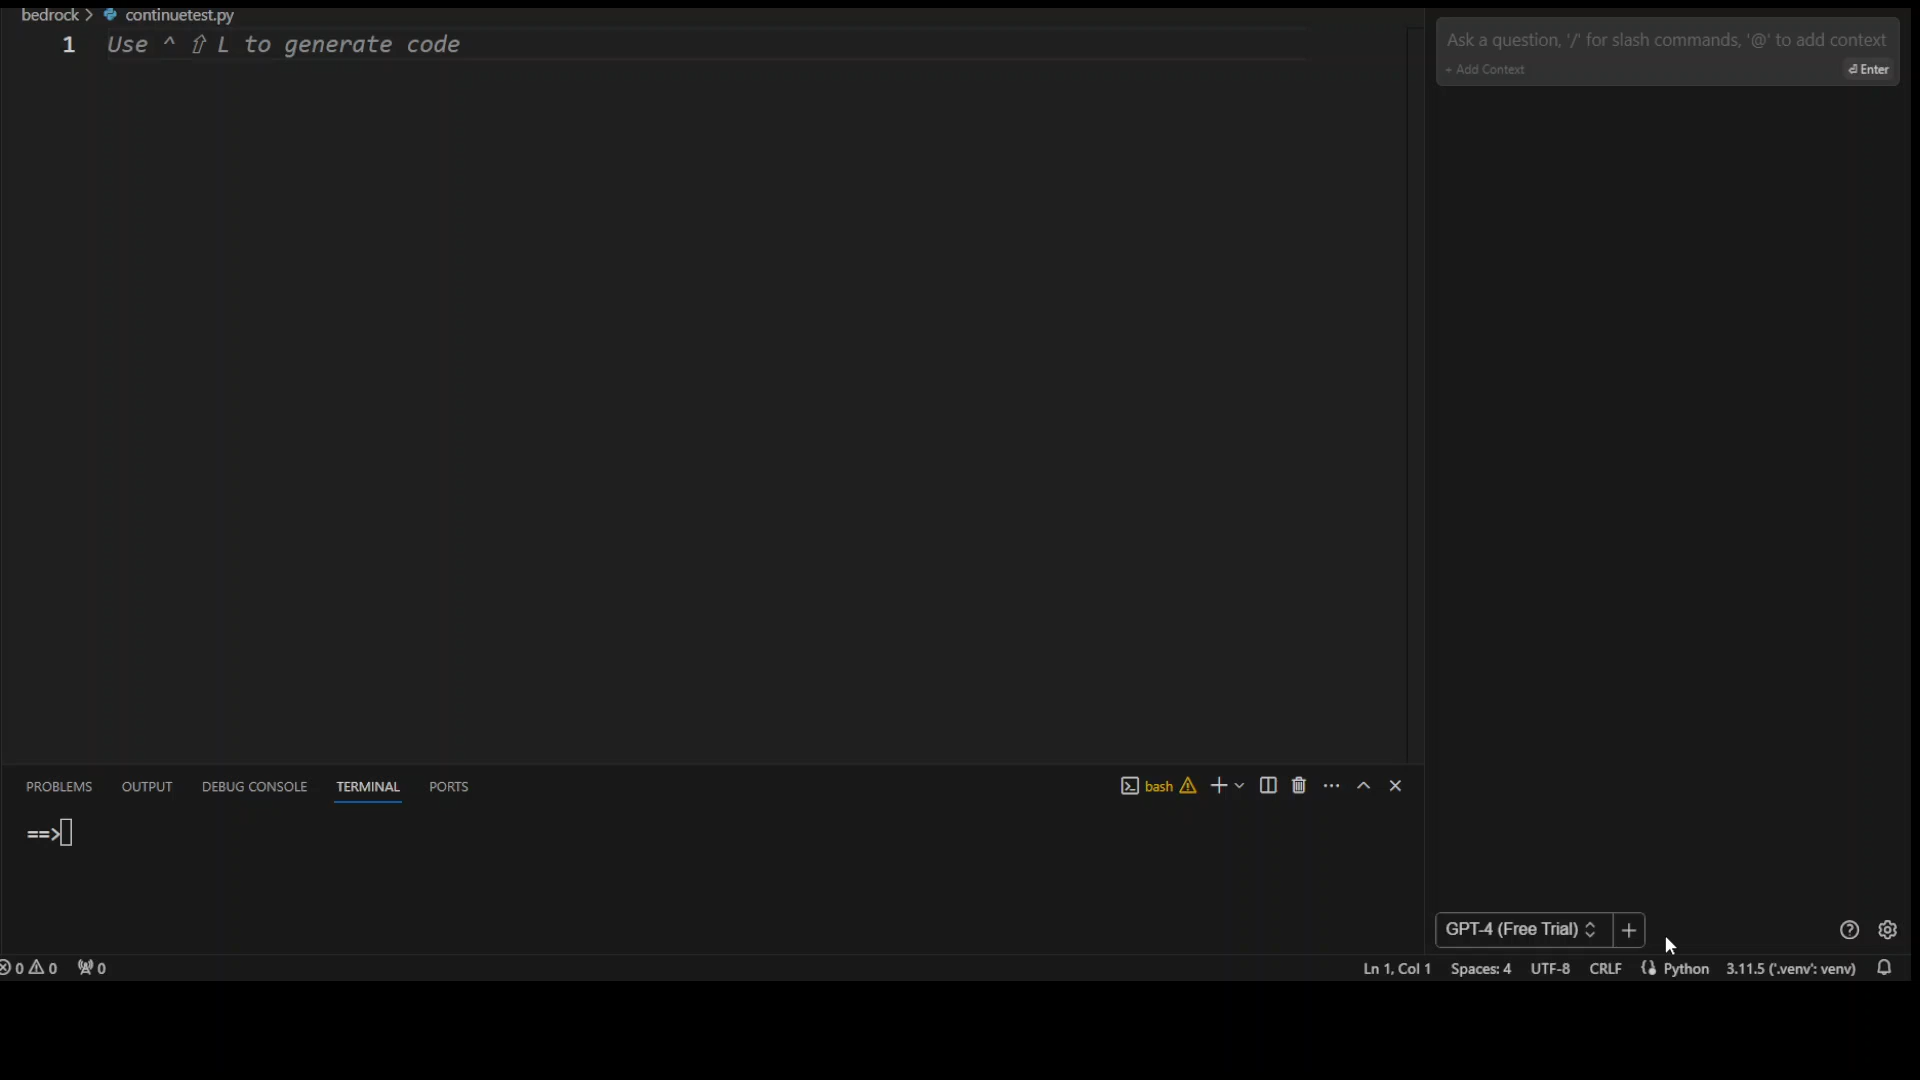 bedrock > continuetest.py
1 Use ^ ⇧ L to generate code
Ask a question, '/' for slash commands, '@' to add context
+ Add Context
⏎ Enter
PROBLEMS OUTPUT DEBUG CONSOLE TERMINAL PORTS
bash
==>
GPT-4 (Free Trial)
0 0 0
Ln 1, Col 1 Spaces: 4 UTF-8 CRLF Python 3.11.5 ('.venv': venv)